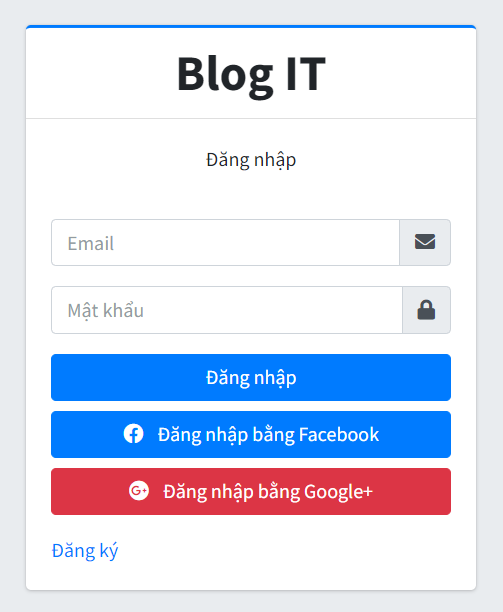 Blog IT
Đăng nhập
Email
Mật khẩu
Đăng nhập
Đăng nhập bằng Facebook
Đăng nhập bằng Google+
Đăng ký